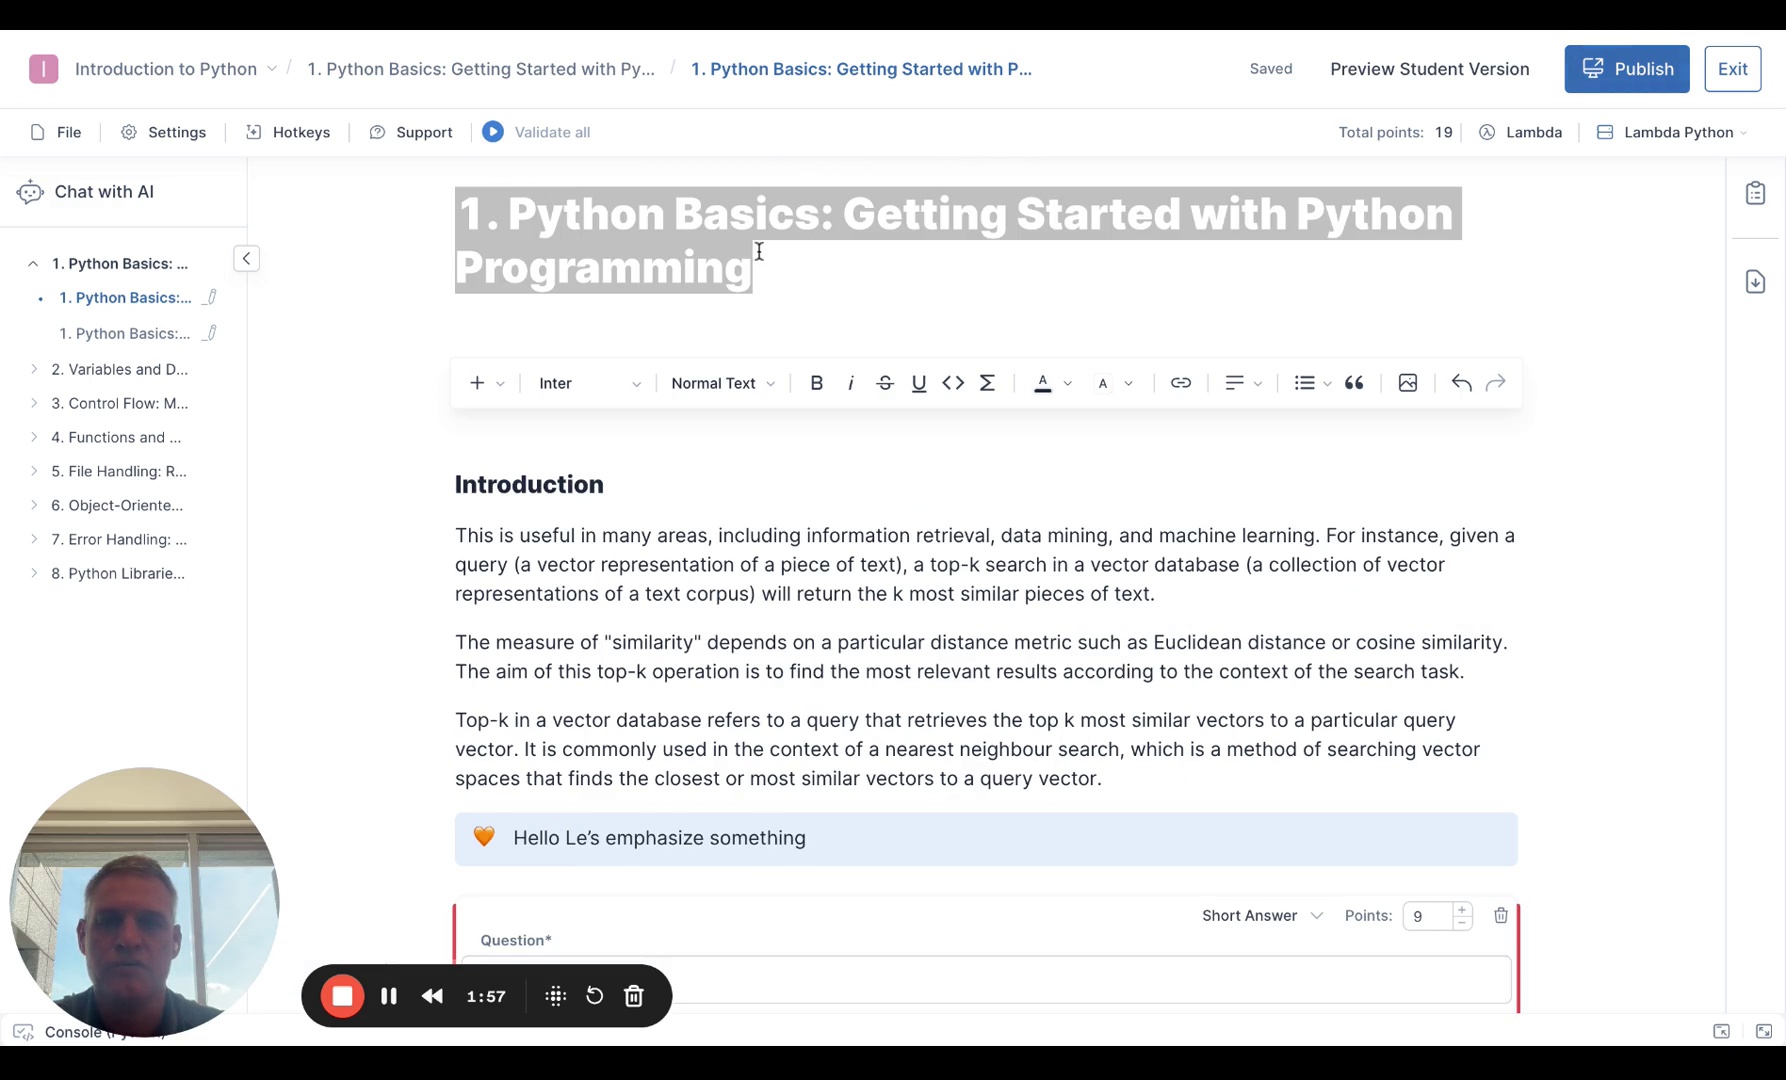 I
Introduction to Python
/
1. Python Basics: Getting Started with Py...
/
1. Python Basics: Getting Started with P...
Saved
Preview Student Version
Publish
Exit
File
Settings
Hotkeys
Support
Validate all
Total points: 19
Lambda
Lambda Python
Chat with AI
1. Python Basics: ...
1. Python Basics:...
1. Python Basics:...
2. Variables and D...
3. Control Flow: M...
4. Functions and ...
5. File Handling: R...
6. Object-Oriente...
7. Error Handling: ...
8. Python Librarie...
1. Python Basics: Getting Started with Python
Programming
Inter
Normal Text
B
i
S
U
A
A
Introduction
This is useful in many areas, including information retrieval, data mining, and machine learning. For instance, given a
query (a vector representation of a piece of text), a top-k search in a vector database (a collection of vector
representations of a text corpus) will return the k most similar pieces of text.
The measure of "similarity" depends on a particular distance metric such as Euclidean distance or cosine similarity.
The aim of this top-k operation is to find the most relevant results according to the context of the search task.
Top-k in a vector database refers to a query that retrieves the top k most similar vectors to a particular query
vector. It is commonly used in the context of a nearest neighbour search, which is a method of searching vector
spaces that finds the closest or most similar vectors to a query vector.
🧡 Hello Le’s emphasize something
Short Answer
Points: 9
Question*
1:57
Console